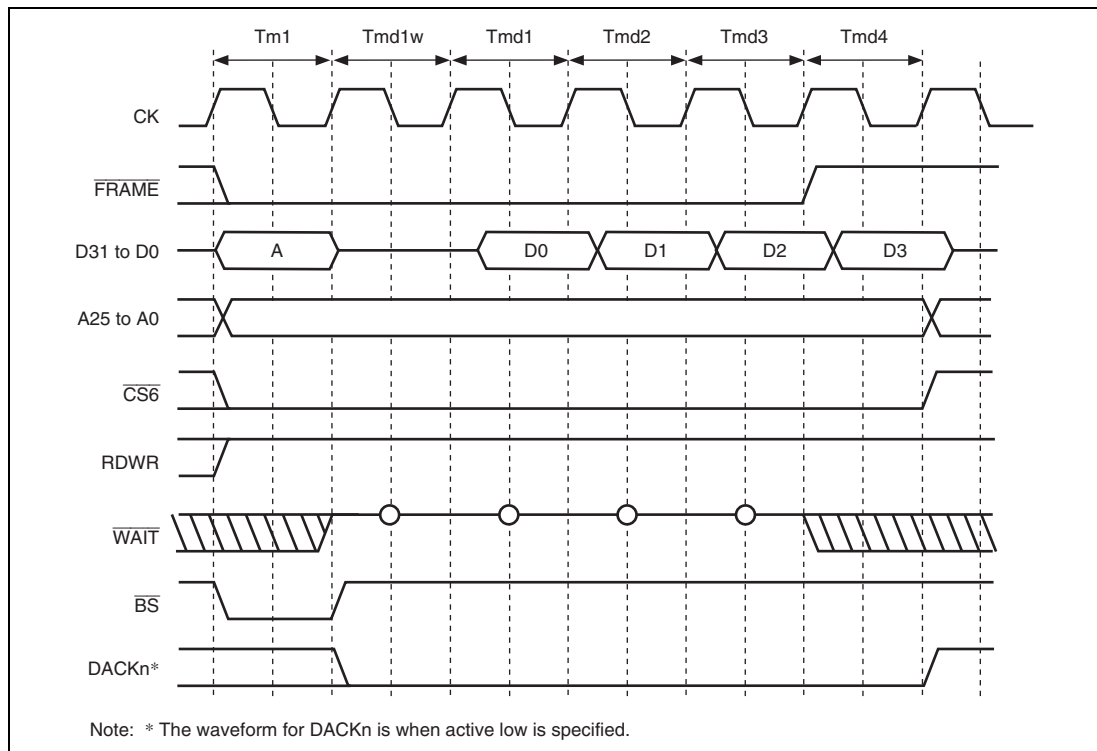 Tm1 Tmd1w Tmd1 Tmd2 Tmd3 Tmd4
CK
FRAME
D31 to D0 A D0 D1 D2 D3
A25 to A0
CS6
RDWR
WAIT
BS
DACKn*
Note: * The waveform for DACKn is when active low is specified.